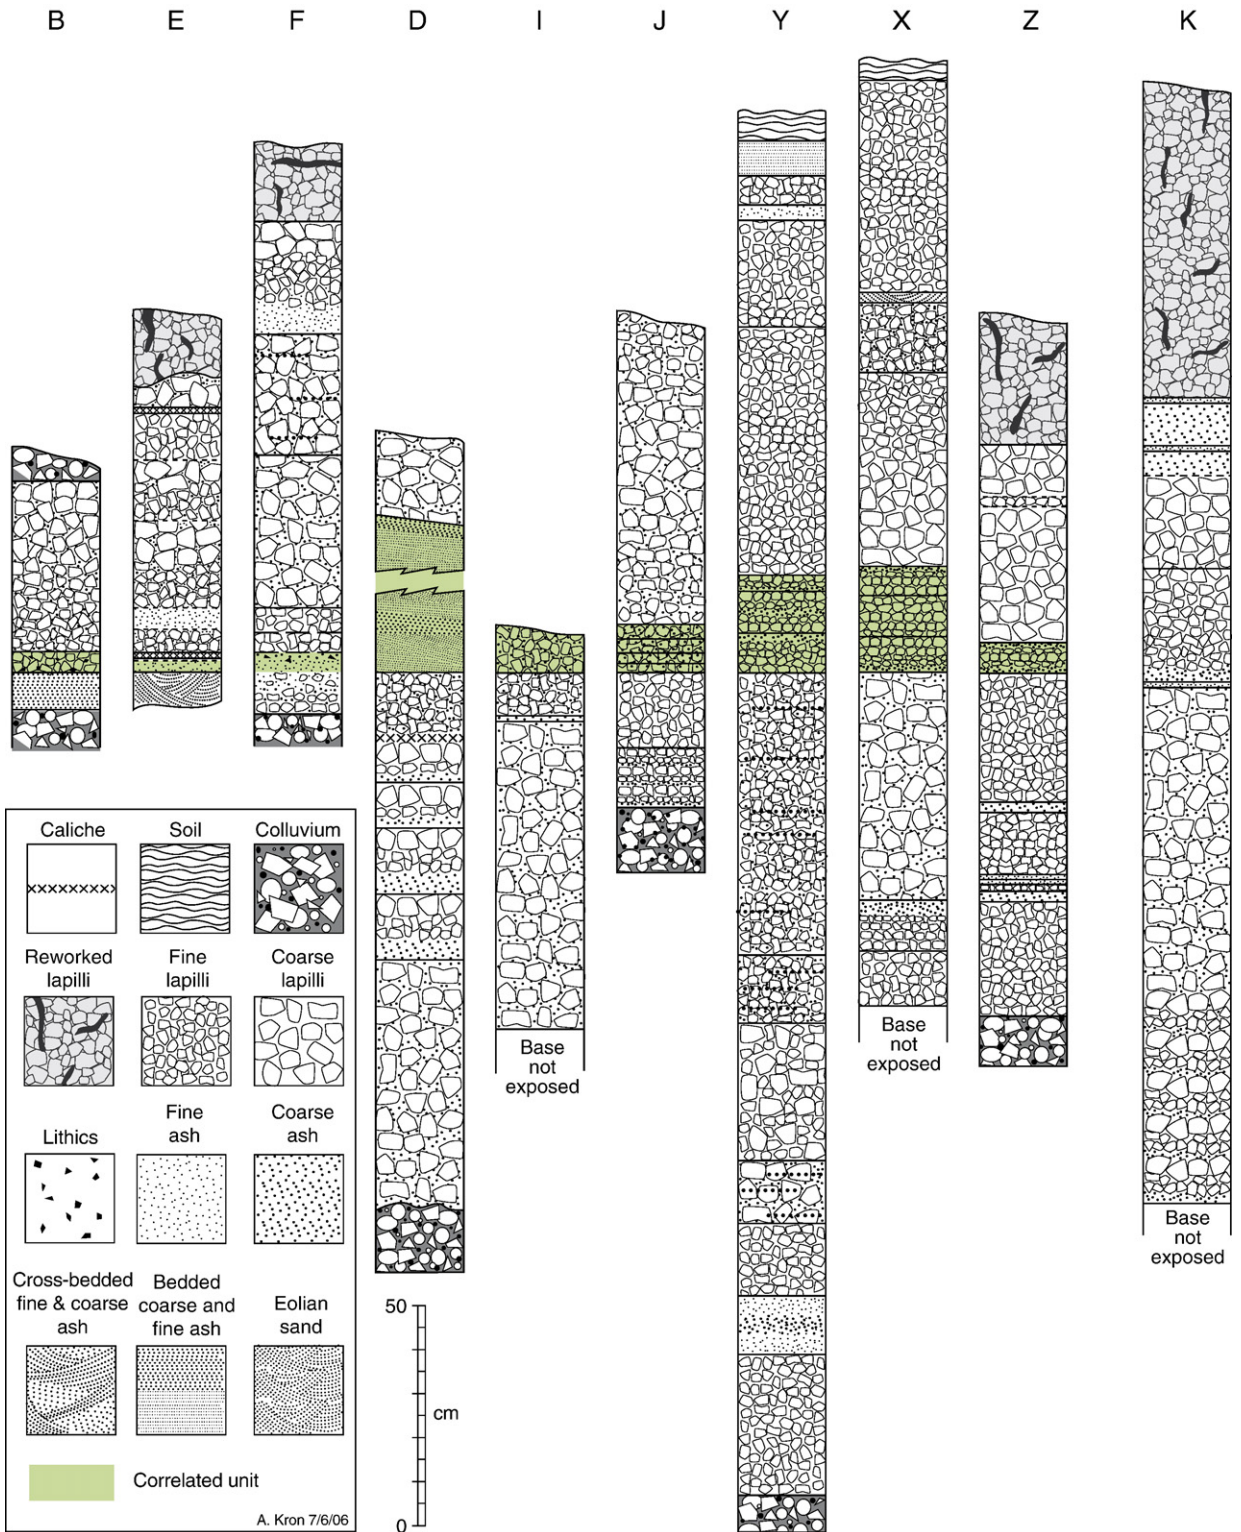 B E F D I J Y X Z K
Caliche Soil Colluvium
Reworked lapilli
Fine lapilli
Coarse lapilli
Lithics
Fine ash
Coarse ash
Cross-bedded
fine & coarse
ash
Bedded
coarse and
fine ash
Eolian
sand
Correlated unit
A. Kron 7/6/06
50
cm
0
Base
not
exposed
Base
not
exposed
Base
not
exposed